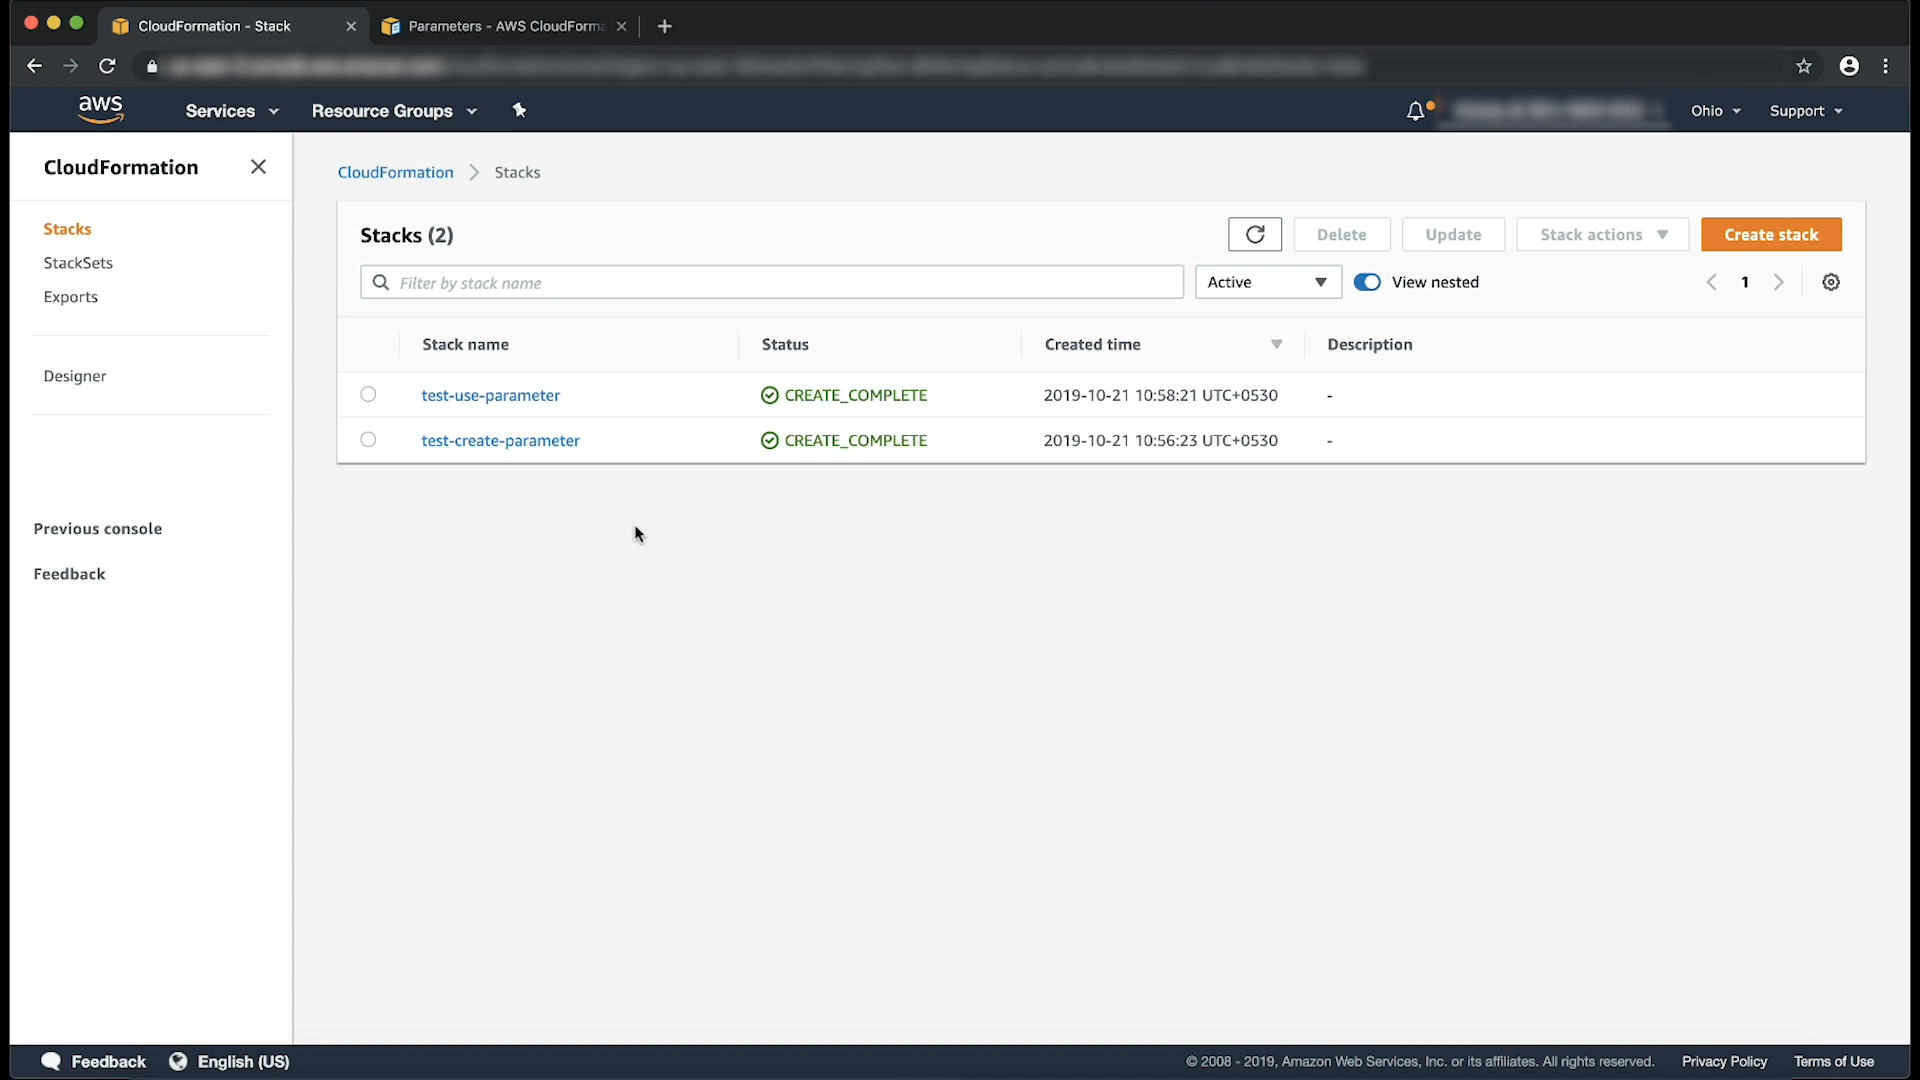 CloudFormation - Stack
Parameters - AWS CloudForma
aws
Services
Resource Groups
Ohio
Support
CloudFormation
Stacks
StackSets
Exports
Designer
Previous console
Feedback
CloudFormation
Stacks
Stacks (2)
Delete
Update
Stack actions
Create stack
Filter by stack name
Active
View nested
1
Stack name
Status
Created time
Description
test-use-parameter
CREATE_COMPLETE
2019-10-21 10:58:21 UTC+0530
-
test-create-parameter
CREATE_COMPLETE
2019-10-21 10:56:23 UTC+0530
-
Feedback
English (US)
© 2008 - 2019, Amazon Web Services, Inc. or its affiliates. All rights reserved.
Privacy Policy
Terms of Use